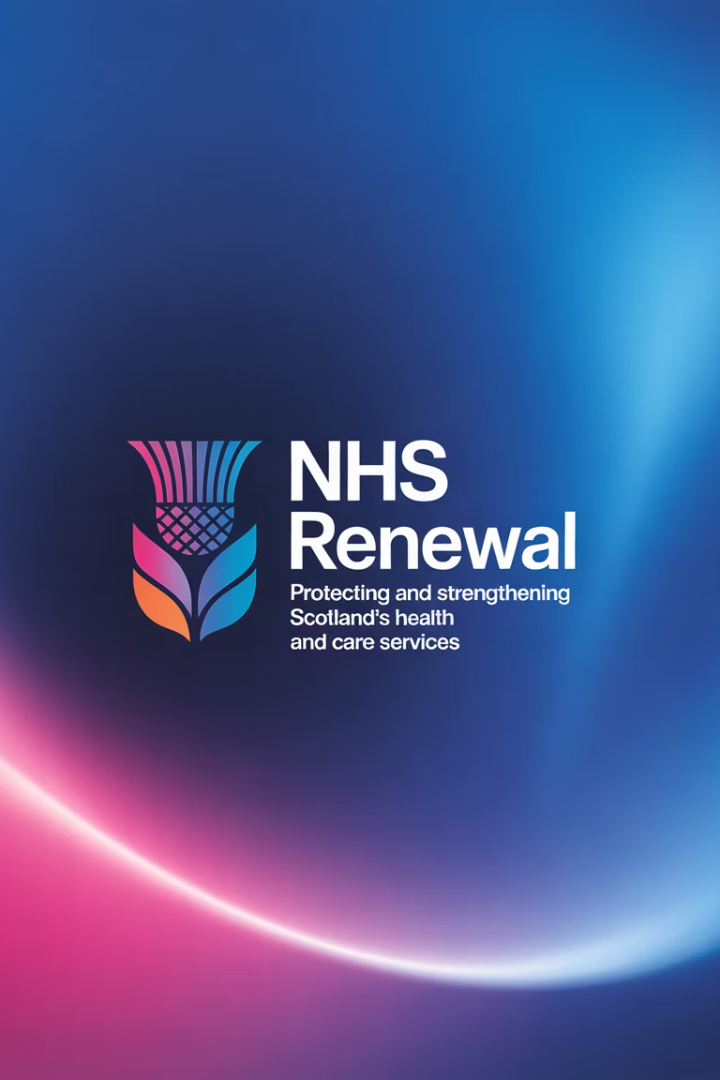 NHS
Renewal
Protecting and strengthening
Scotland's health
and care services